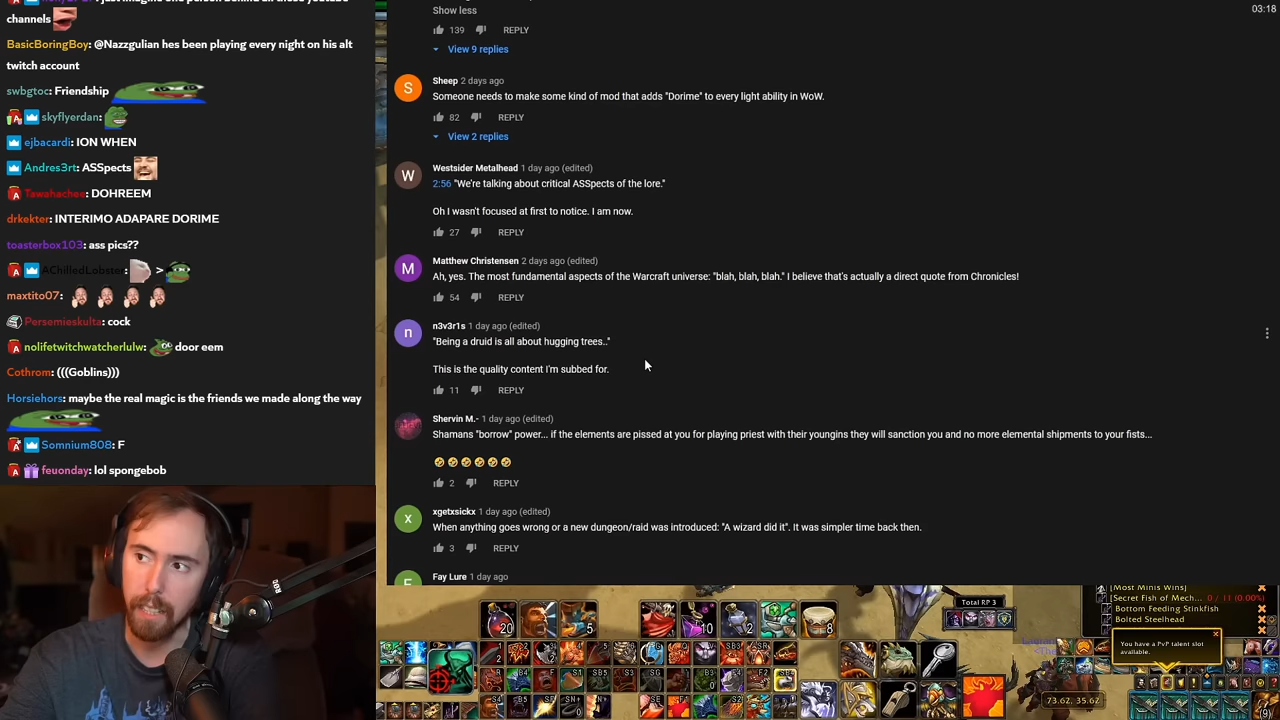 channels
BasicBoringBoy: @Narzgulian hes been playing every night on his alt
twitch account
swbgtoc: Friendship
skyflyerdan:
ejbacardi: ION WHEN
Andres3rt: ASSpects
Tawahachee: DOHREEM
drkekter: INTERIMO ADAPARE DORIME
toasterbox103: ass pics??
AChilledLobster: >
maxtito07:
Persemieskulta: cock
nolifetwitchwatcherlulw: door eem
Cothrom: (((Goblins)))
Horsiehors: maybe the real magic is the friends we made along the way
Somnium808: F
feuonday: lol spongebob
03:18
Show less
139 REPLY
View 9 replies
S
Sheep 2 days ago
Someone needs to make some kind of mod that adds "Dorime" to every light ability in WoW.
82 REPLY
View 2 replies
W
Westsider Metalhead 1 day ago (edited)
2:56 "We're talking about critical ASSpects of the lore."
Oh I wasn't focused at first to notice. I am now.
27 REPLY
M
Matthew Christensen 2 days ago (edited)
Ah, yes. The most fundamental aspects of the Warcraft universe: "blah, blah, blah." I believe that's actually a direct quote from Chronicles!
54 REPLY
n
n3v3r1s 1 day ago (edited)
"Being a druid is all about hugging trees.."
This is the quality content I'm subbed for.
11 REPLY
Shervin M.- 1 day ago (edited)
Shamans "borrow" power... if the elements are pissed at you for playing priest with their youngins they will sanction you and no more elemental shipments to your fists...
🤣🤣🤣🤣🤣🤣
2 REPLY
x
xgetxsickx 1 day ago (edited)
When anything goes wrong or a new dungeon/raid was introduced: "A wizard did it". It was simpler time back then.
3 REPLY
Fay Lure 1 day ago
[Most Minis Wins]
[Secret Fish of Mech... 0 / 11 (0.00%)
Bottom Feeding Stinkfish
Bolted Steelhead
Total RP 3
You have a PvP talent slot
available.
20
5
10
2
8
73.6Z, 35.6Z
(9)